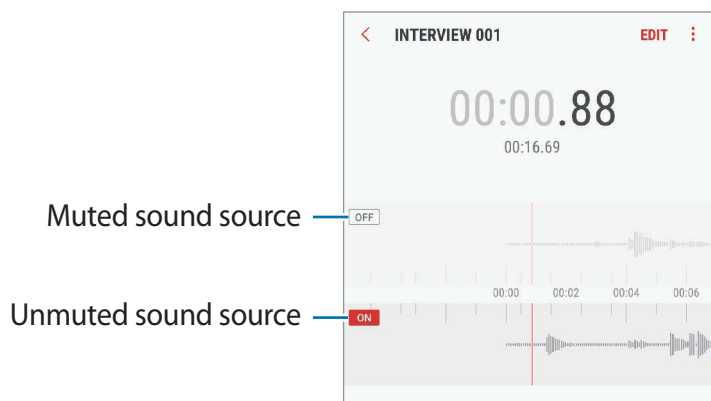 INTERVIEW 001 EDIT
00:00.88
00:16.69
Muted sound source
OFF
00:00 00:02 00:04 00:06
Unmuted sound source
ON